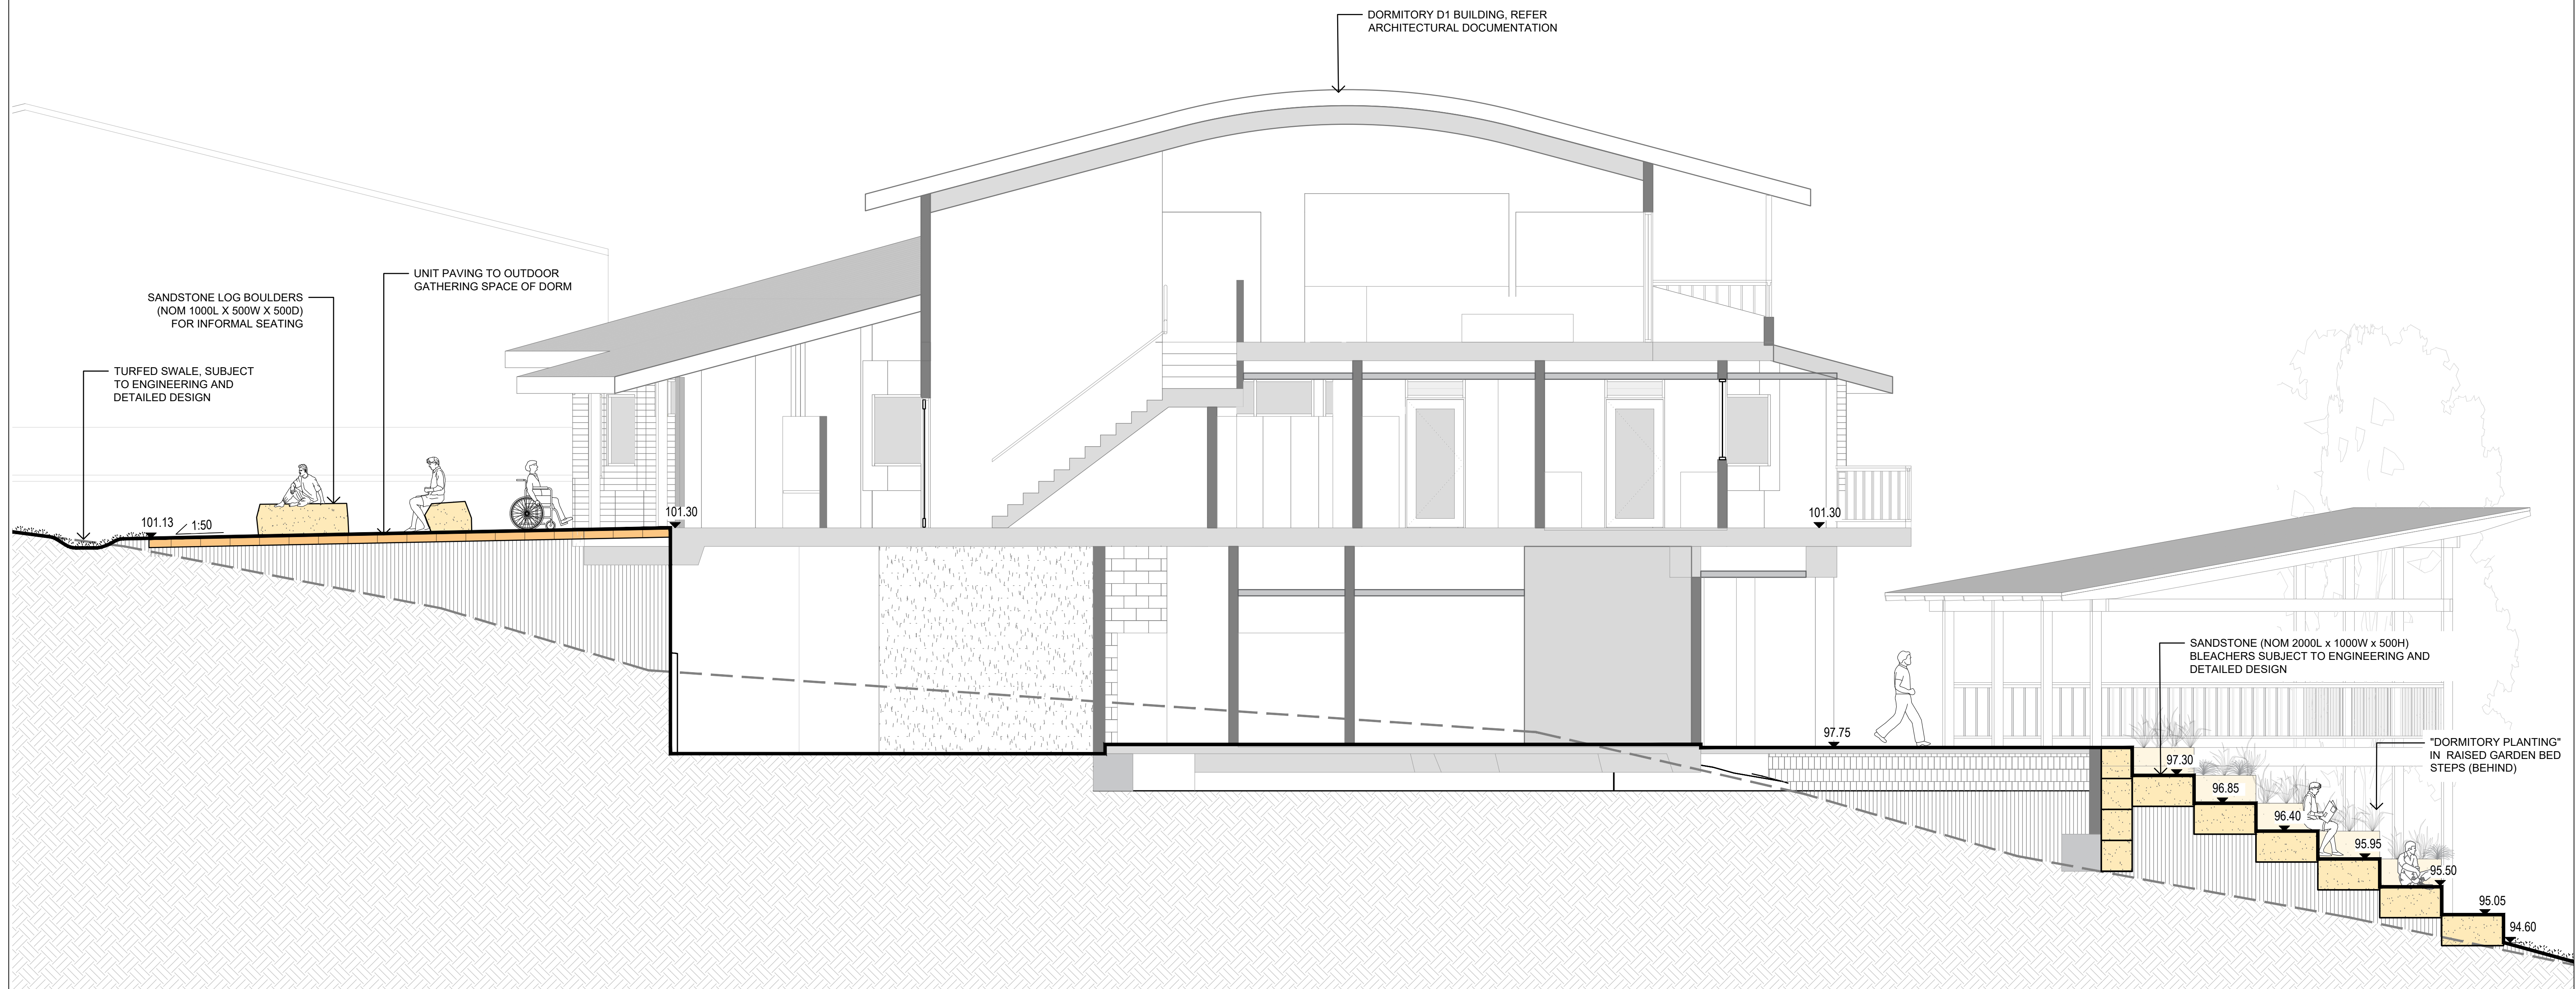 DORMITORY D1 BUILDING, REFER
ARCHITECTURAL DOCUMENTATION
UNIT PAVING TO OUTDOOR
GATHERING SPACE OF DORM
SANDSTONE LOG BOULDERS
(NOM 1000L X 500W X 500D)
FOR INFORMAL SEATING
TURFED SWALE, SUBJECT
TO ENGINEERING AND
DETAILED DESIGN
101.13
1:50
101.30
101.30
SANDSTONE (NOM 2000L x 1000W x 500H)
BLEACHERS SUBJECT TO ENGINEERING AND
DETAILED DESIGN
97.75
"DORMITORY PLANTING"
IN RAISED GARDEN BED
STEPS (BEHIND)
97.30
96.85
96.40
95.95
95.50
95.05
94.60